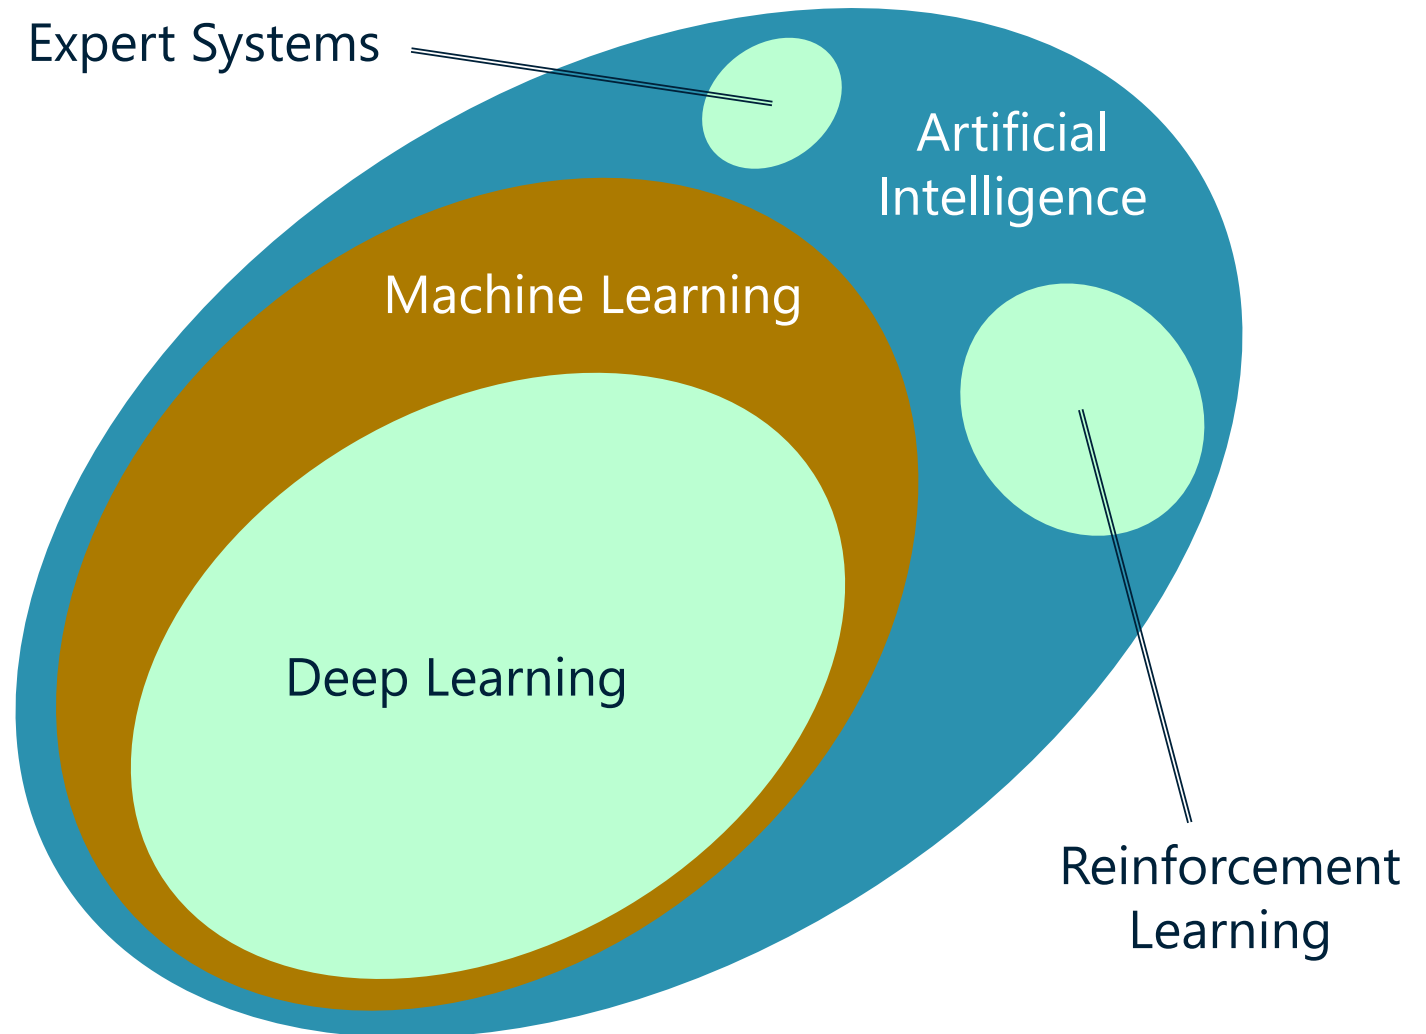 Expert Systems
Artificial
Intelligence
Machine Learning
Deep Learning
Reinforcement
Learning